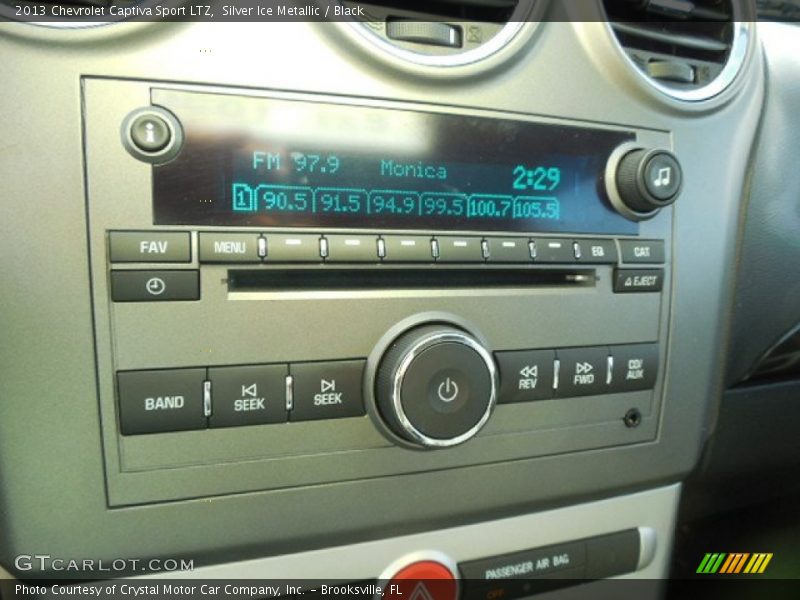 2013 Chevrolet Captiva Sport LTZ,  Silver Ice Metallic / Black
i
FM 97.9 Monica 2:29
1 90.5 91.5 94.9 99.5 100.7 105.5
FAV MENU EQ CAT
EJECT
BAND SEEK SEEK REV FWD CD/AUX
PASSENGER AIR BAG
OFF
GTCARLOT.COM
Photo Courtesy of Crystal Motor Car Company, Inc. - Brooksville, FL